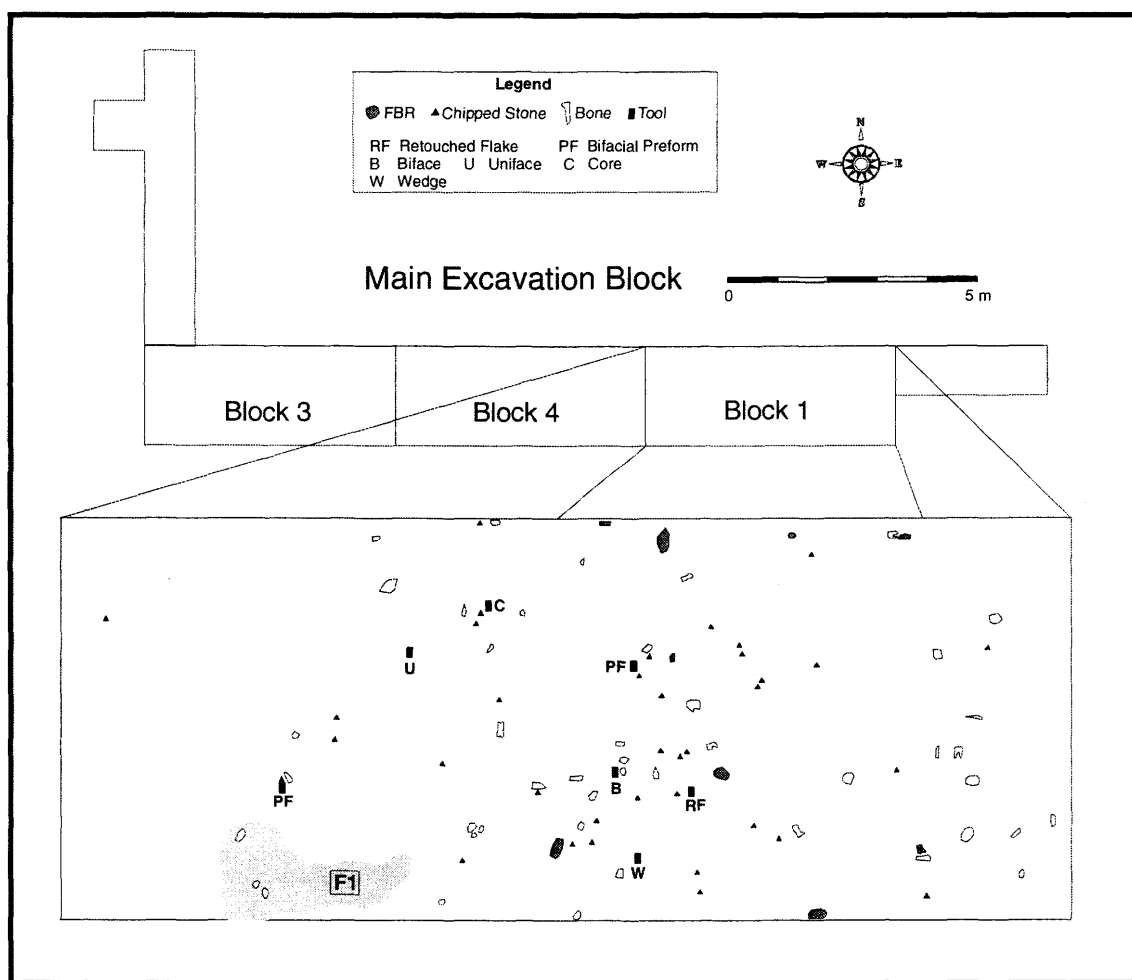 Legend
FBR Chipped Stone Bone Tool
RF Retouched Flake PF Bifacial Preform
B Biface U Uniface C Core
W Wedge
N
W E
S
Main Excavation Block
0 5 m
Block 3 Block 4 Block 1
C
U
PF
PF
B
RF
W
F1